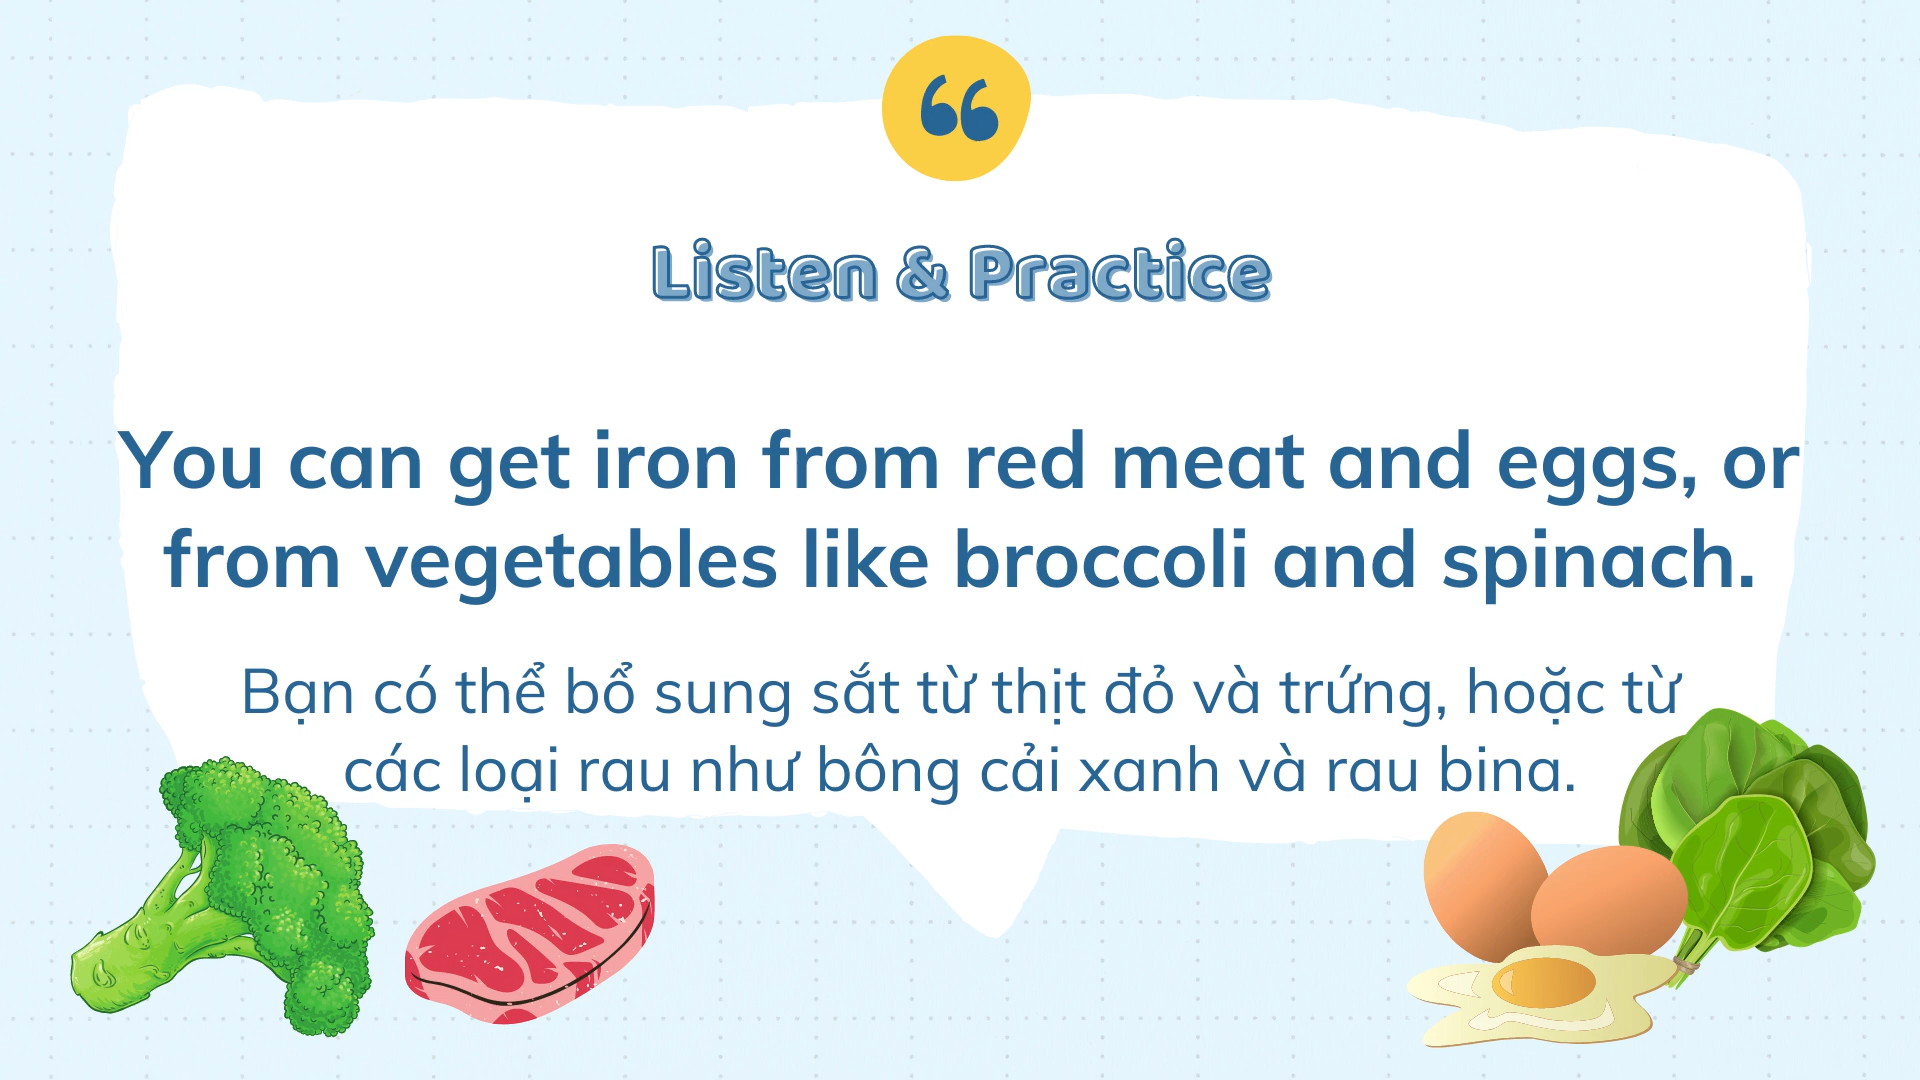 “
Listen & Practice
You can get iron from red meat and eggs, or
from vegetables like broccoli and spinach.
Bạn có thể bổ sung sắt từ thịt đỏ và trứng, hoặc từ
các loại rau như bông cải xanh và rau bina.